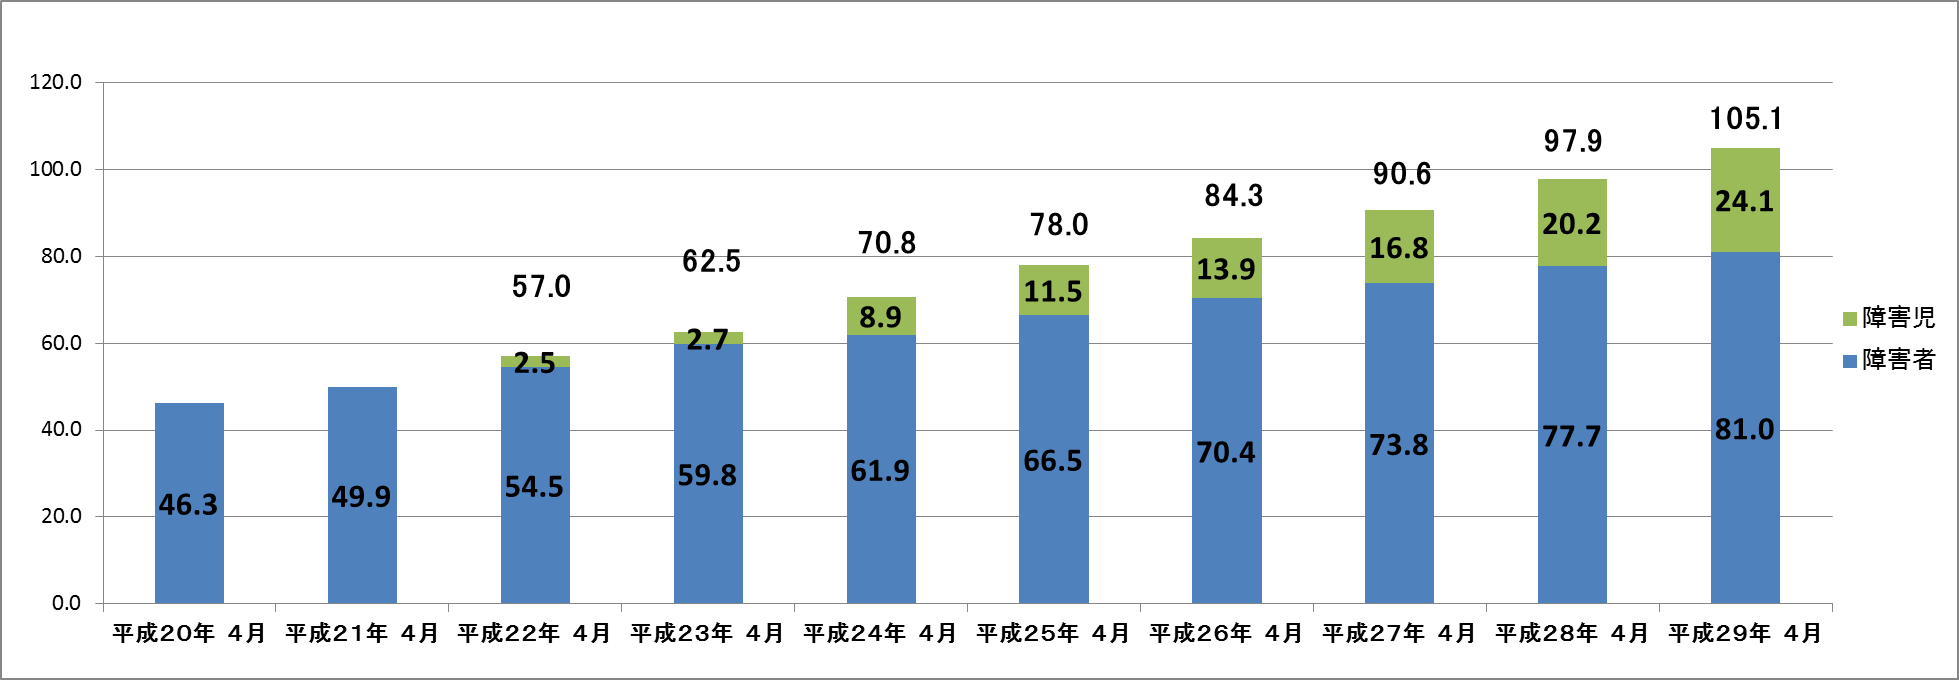 120.0
100.0
80.0
60.0
40.0
20.0
0.0
57.0
62.5
70.8
78.0
84.3
90.6
97.9
105.1
2.5
2.7
8.9
11.5
13.9
16.8
20.2
24.1
46.3
49.9
54.5
59.8
61.9
66.5
70.4
73.8
77.7
81.0
平成20年 4月
平成21年 4月
平成22年 4月
平成23年 4月
平成24年 4月
平成25年 4月
平成26年 4月
平成27年 4月
平成28年 4月
平成29年 4月
障害児
障害者